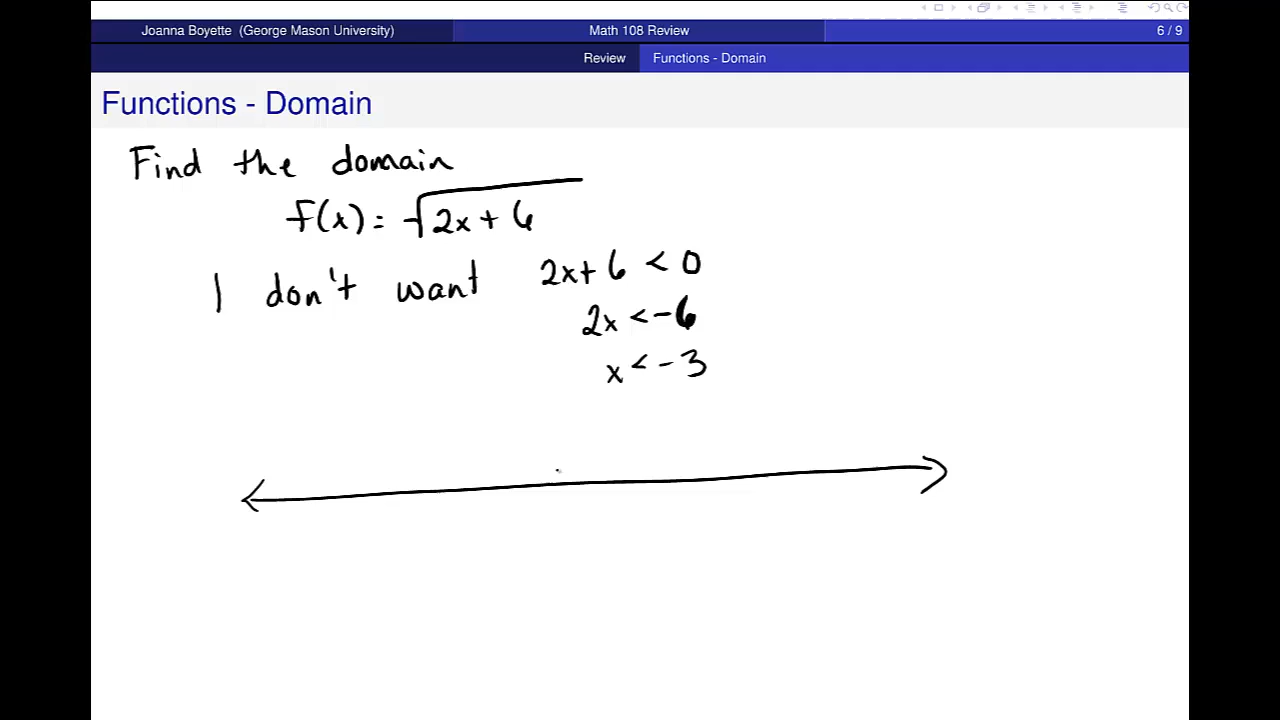 Joanna Boyette (George Mason University) Math 108 Review 6 / 9
Review Functions - Domain
Functions - Domain
Find the domain
f(x) = √2x + 6
I don't want 2x+ 6 < 0
2x < -6
x < -3